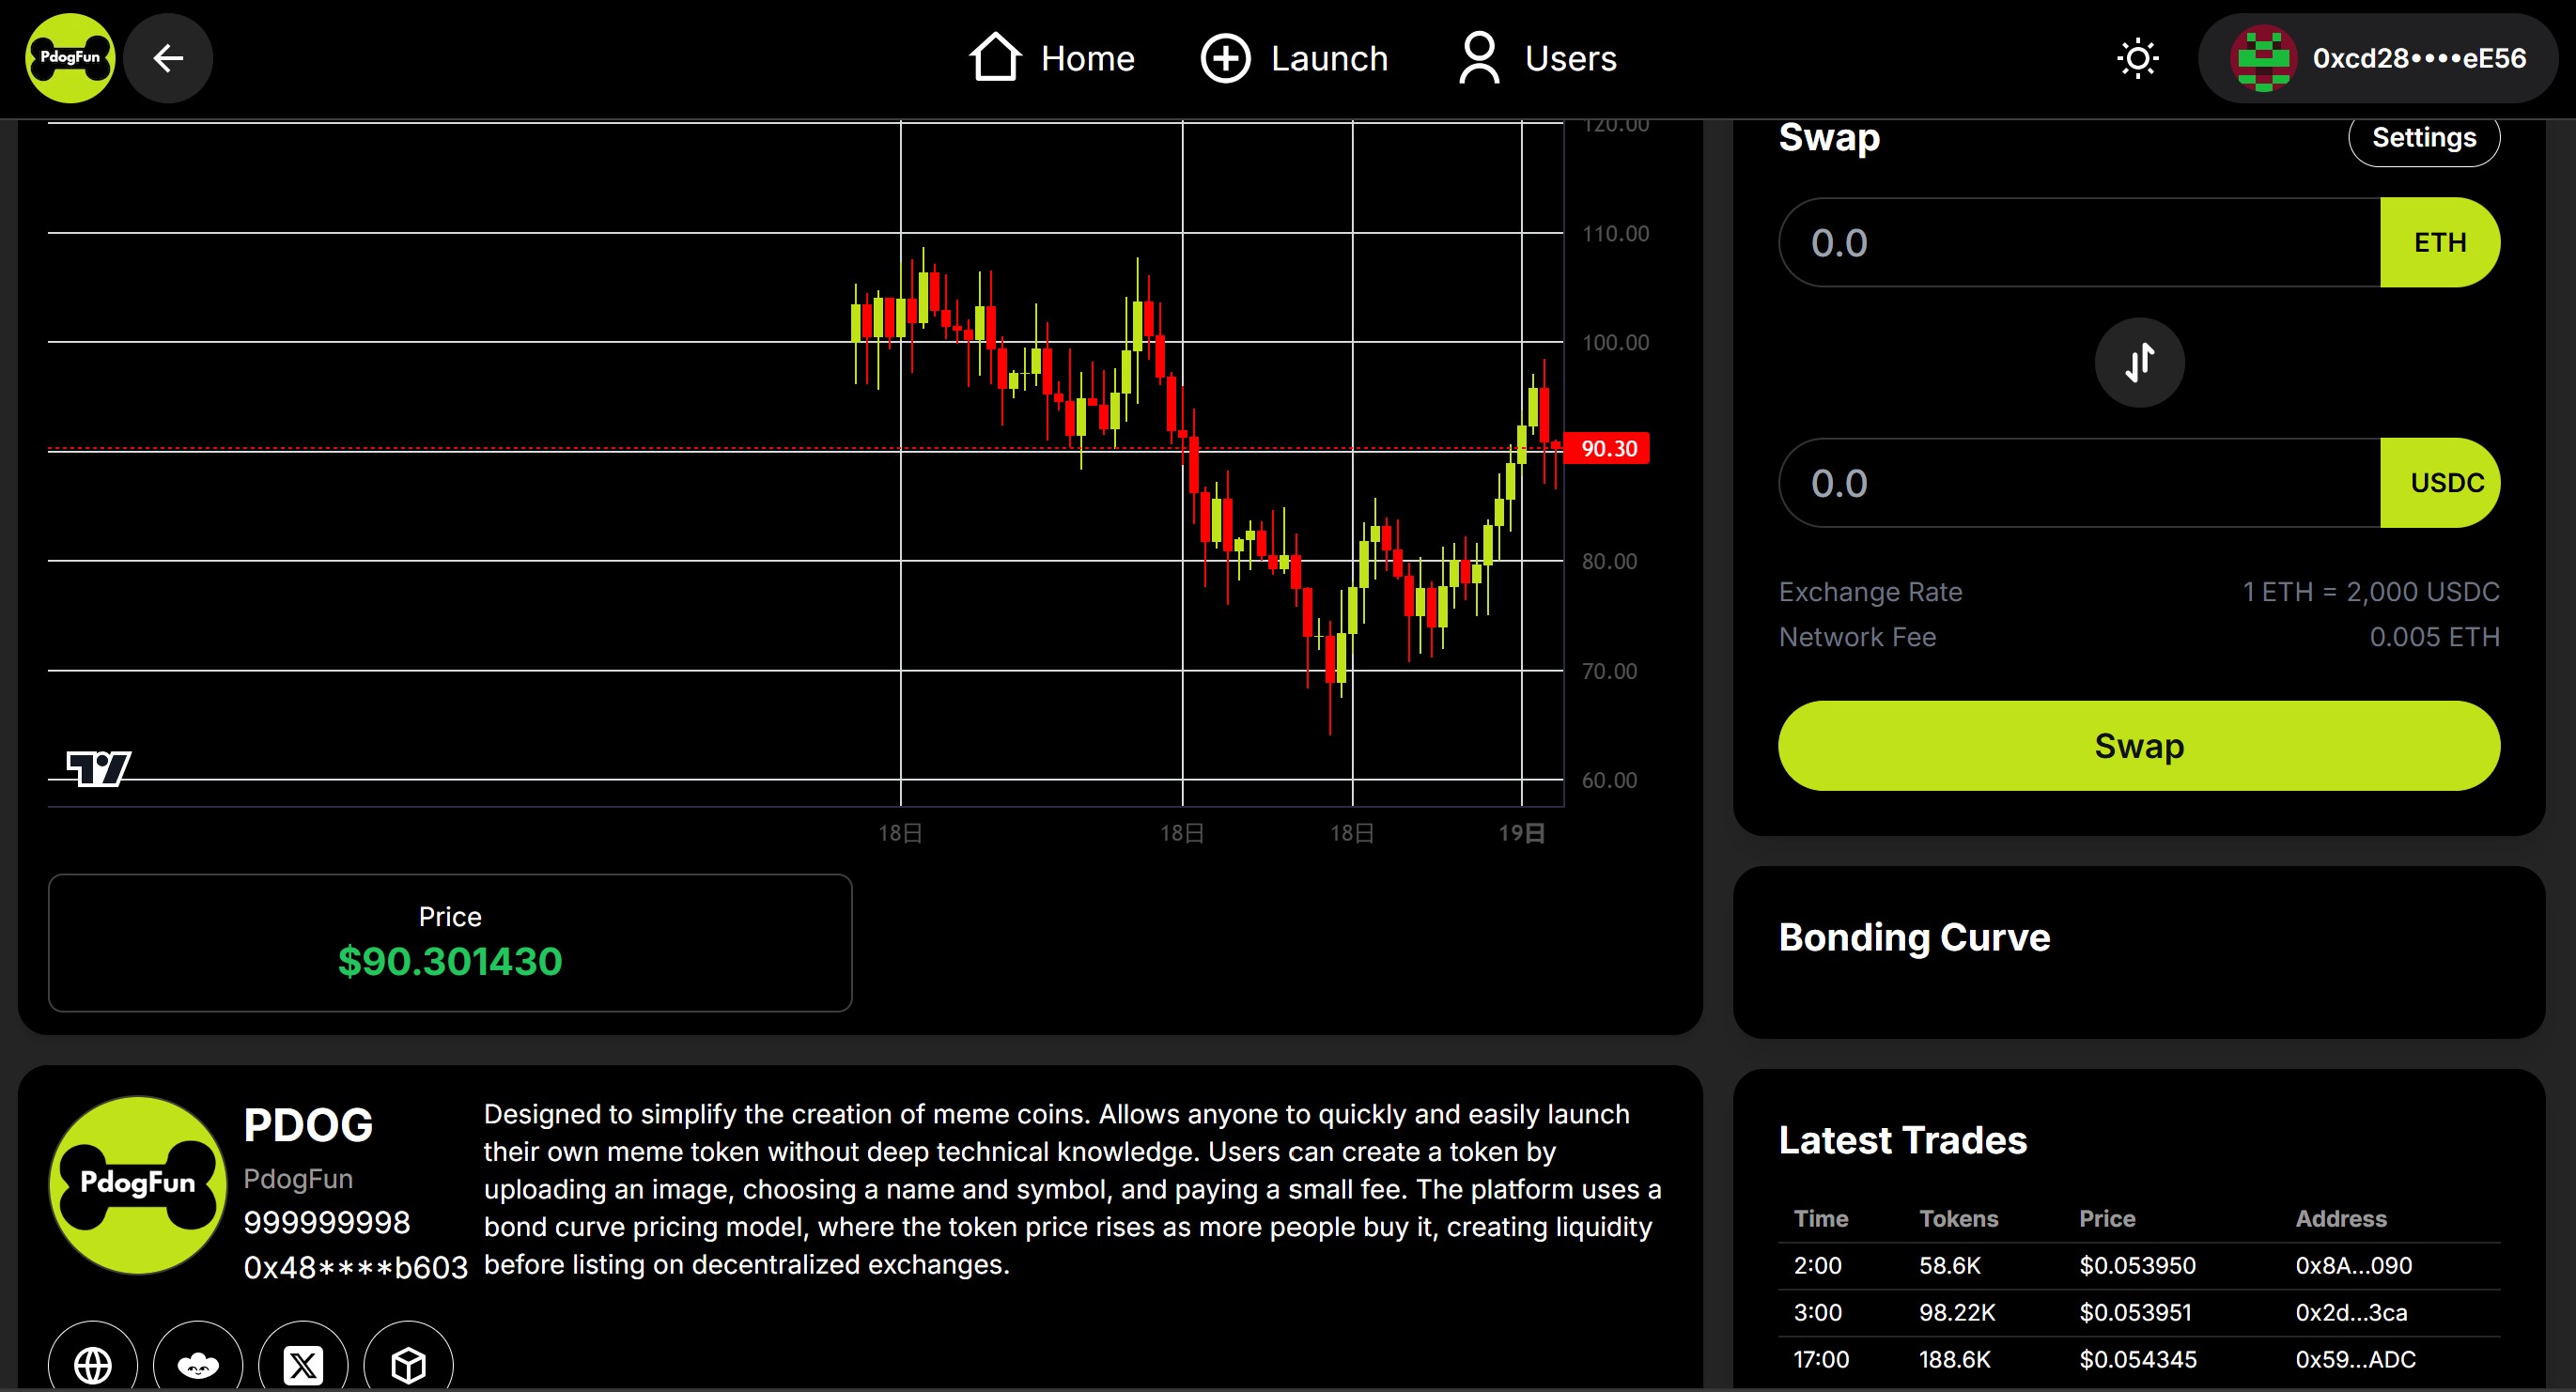 PdogFun
Home
Launch
Users
0xcd28••••eE56
120.00
110.00
100.00
90.30
80.00
70.00
60.00
18日
18日
18日
19日
Price
$90.301430
PdogFun
PDOG
PdogFun
999999998
0x48****b603
Designed to simplify the creation of meme coins. Allows anyone to quickly and easily launch
their own meme token without deep technical knowledge. Users can create a token by
uploading an image, choosing a name and symbol, and paying a small fee. The platform uses a
bond curve pricing model, where the token price rises as more people buy it, creating liquidity
before listing on decentralized exchanges.
Swap
Settings
0.0
ETH
0.0
USDC
Exchange Rate
1 ETH = 2,000 USDC
Network Fee
0.005 ETH
Swap
Bonding Curve
Latest Trades
Time Tokens Price Address
2:00 58.6K $0.053950 0x8A...090
3:00 98.22K $0.053951 0x2d...3ca
17:00 188.6K $0.054345 0x59...ADC